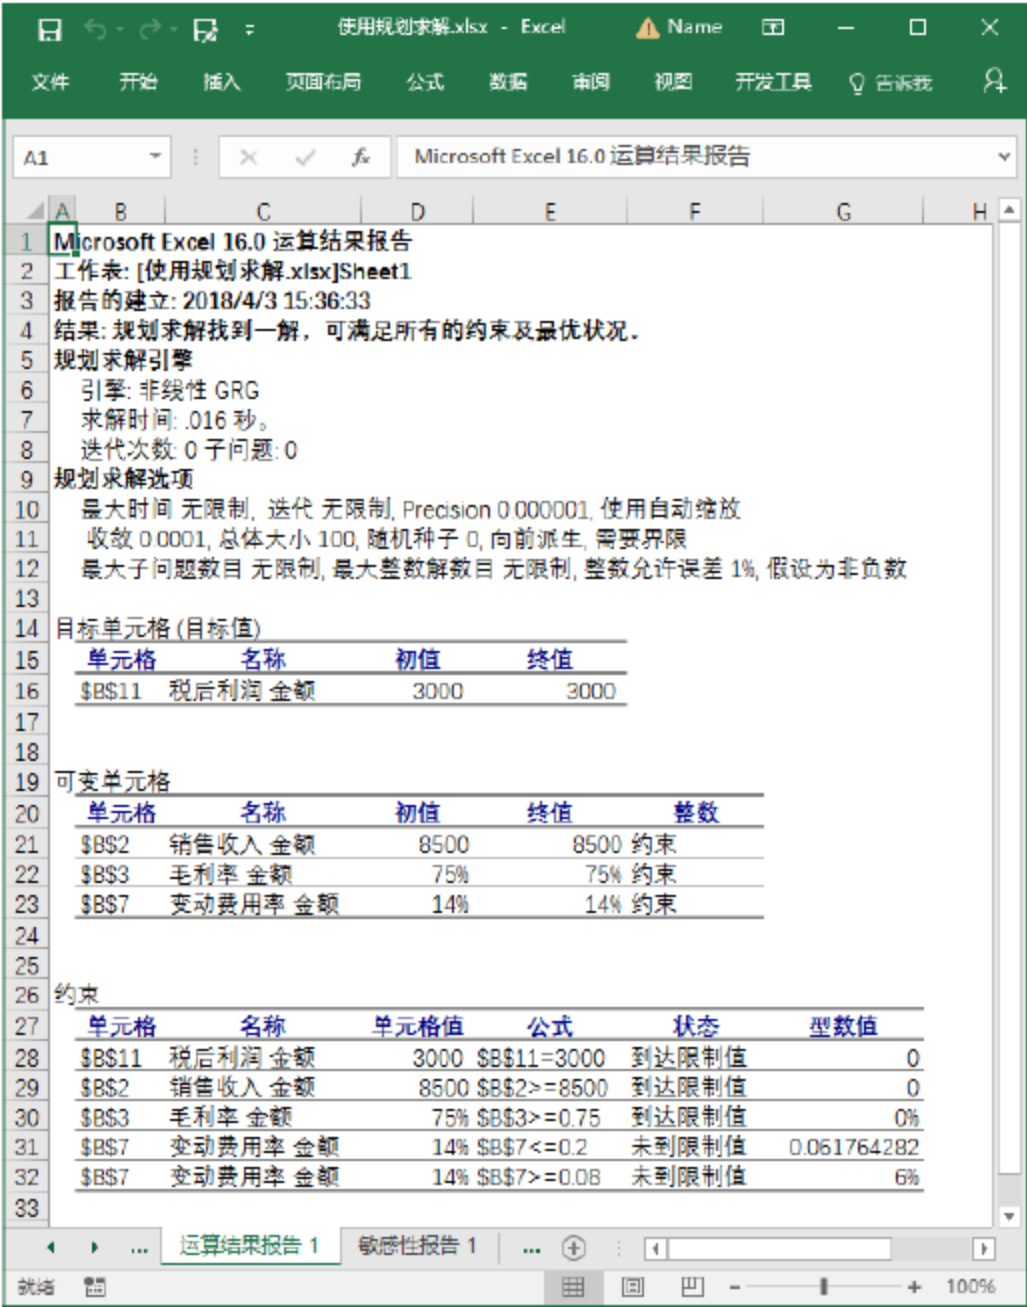 使用规划求解.xlsx - Excel Name
文件 开始 插入 页面布局 公式 数据 审阅 视图 开发工具 告诉我
A1 fx Microsoft Excel 16.0 运算结果报告
A B C D E F G H
1 Microsoft Excel 16.0 运算结果报告
2 工作表: [使用规划求解.xlsx]Sheet1
3 报告的建立: 2018/4/3 15:36:33
4 结果: 规划求解找到一解，可满足所有的约束及最优状况。
5 规划求解引擎
6 引擎: 非线性 GRG
7 求解时间: .016 秒。
8 迭代次数: 0 子问题: 0
9 规划求解选项
10 最大时间 无限制, 迭代 无限制, Precision 0.000001, 使用自动缩放
11 收敛 0.0001, 总体大小 100, 随机种子 0, 向前派生, 需要界限
12 最大子问题数目 无限制, 最大整数解数目 无限制, 整数允许误差 1%, 假设为非负数
13
14 目标单元格 (目标值)
15 单元格 名称 初值 终值
16 $B$11 税后利润 金额 3000 3000
17
18
19 可变单元格
20 单元格 名称 初值 终值 整数
21 $B$2 销售收入 金额 8500 8500 约束
22 $B$3 毛利率 金额 75% 75% 约束
23 $B$7 变动费用率 金额 14% 14% 约束
24
25
26 约束
27 单元格 名称 单元格值 公式 状态 型数值
28 $B$11 税后利润 金额 3000 $B$11=3000 到达限制值 0
29 $B$2 销售收入 金额 8500 $B$2>=8500 到达限制值 0
30 $B$3 毛利率 金额 75% $B$3>=0.75 到达限制值 0%
31 $B$7 变动费用率 金额 14% $B$7<=0.2 未到限制值 0.061764282
32 $B$7 变动费用率 金额 14% $B$7>=0.08 未到限制值 6%
33
... 运算结果报告 1 敏感性报告 1 ...
就绪 100%